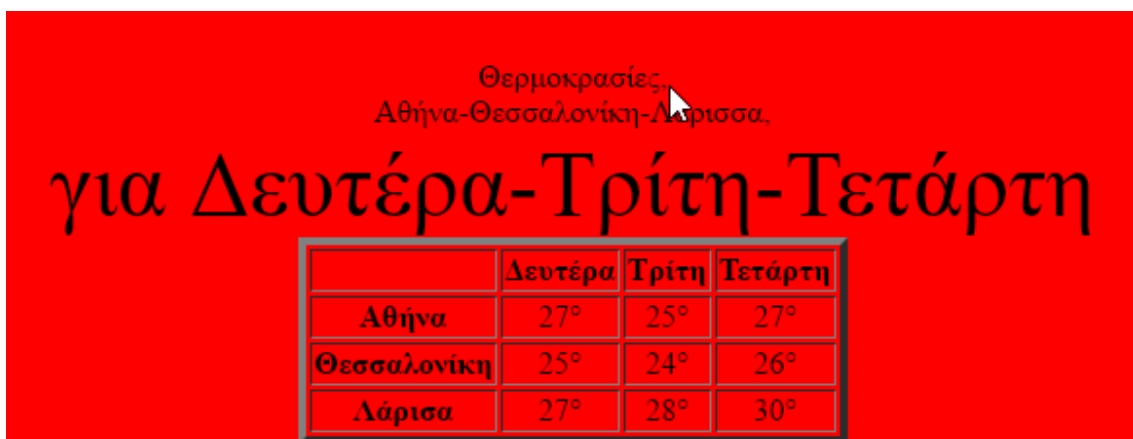 Θερμοκρασίες,
Αθήνα-Θεσσαλονίκη-Λάρισσα,
για Δευτέρα-Τρίτη-Τετάρτη
Δευτέρα Τρίτη Τετάρτη
Αθήνα 27° 25° 27°
Θεσσαλονίκη 25° 24° 26°
Λάρισα 27° 28° 30°